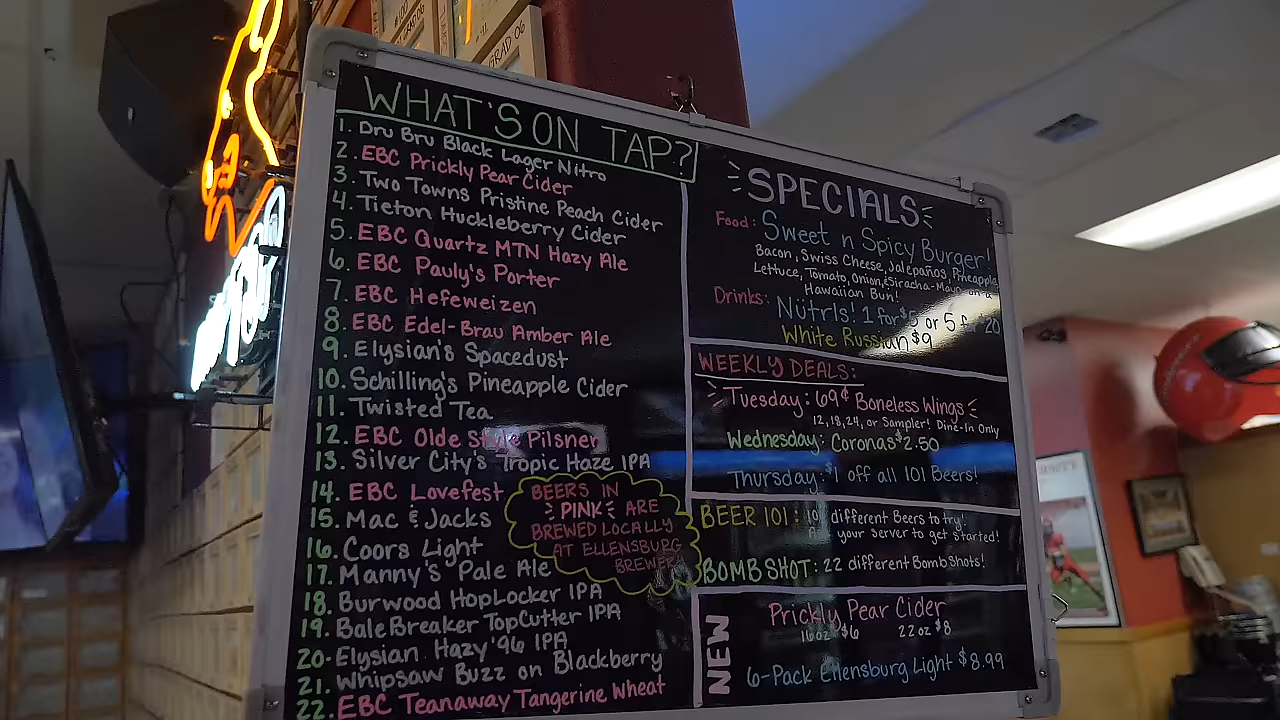 GRAD 06
WHAT'S ON TAP?
1. Dru Bru Black Lager Nitro
2. EBC Prickly Pear Cider
3. Two Towns Pristine Peach Cider
4. Tieton Huckleberry Cider
5. EBC Quartz MTN Hazy Ale
6. EBC Pauly's Porter
7. EBC Hefeweizen
8. EBC Edel-Brau Amber Ale
9. Elysian's Spacedust
10. Schilling's Pineapple Cider
11. Twisted Tea
12. EBC Olde Style Pilsner
13. Silver City's Tropic Haze IPA
14. EBC Lovefest
15. Mac & Jacks
16. Coors Light
17. Manny's Pale Ale
18. Burwood HopLocker IPA
19. BaleBreaker TopCutter IPA
20. Elysian Hazy '96 IPA
21. Whipsaw Buzz on Blackberry
22. EBC Teanaway Tangerine Wheat
BEERS IN
PINK ARE
BREWED LOCALLY
AT ELLENSBURG
BREWERY
SPECIALS
Food: Sweet n Spicy Burger!
Bacon, Swiss Cheese, Jalepaños, Pineapple
Lettuce, Tomato, Onion, & Siracha-Mayo
Hawaiian Bun!
Drinks: Nütrls! 1 for $5 or 5 for $20
White Russian $9
WEEKLY DEALS:
Tuesday: 69¢ Boneless Wings
12, 18, 24, or Sampler! Dine-In Only
Wednesday: Coronas $2.50
Thursday: $1 off all 101 Beers!
BEER 101: 101 different Beers to try!
your server to get started!
BOMB SHOT: 22 different Bomb Shots!
NEW
Prickly Pear Cider
16oz $6 22oz $8
6-Pack Ellensburg Light $8.99